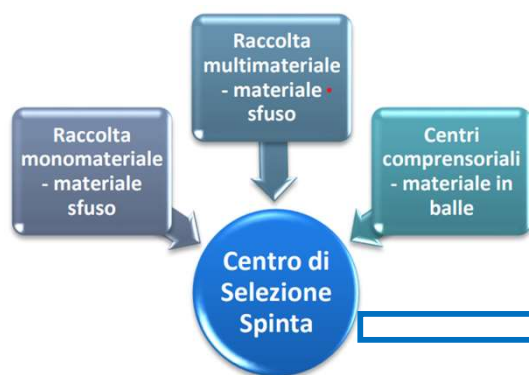 Raccolta
multimateriale
- materiale
sfuso
Raccolta
monomateriale
- materiale
sfuso
Centri
comprensoriali
- materiale in
balle
Centro di
Selezione
Spinta